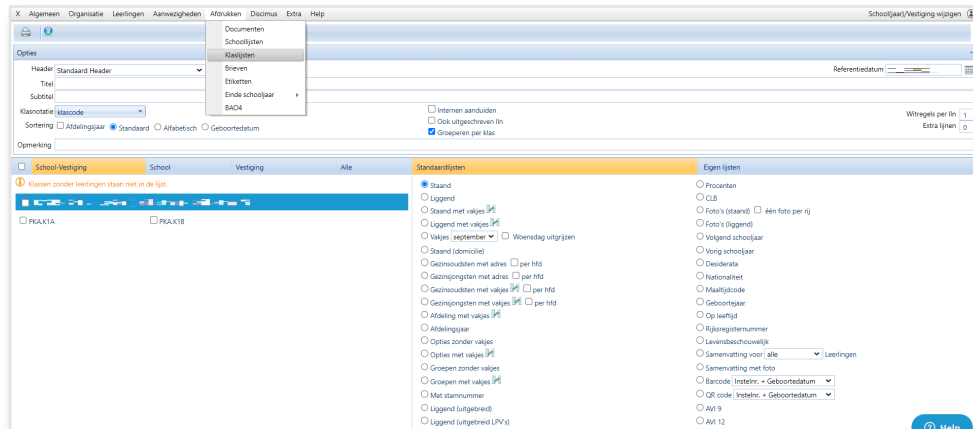 X Algemeen Organisatie Leerlingen Aanwezigheden Afdrukken Discimus Extra Help School(jaar)/Vestiging wijzigen
Documenten
Schoollijsten
Klaslijsten
Brieven
Etiketten
Einde schooljaar
BAO4
Opties
Header Standaard Header Referentiedatum
Titel
Subtitel
Klasnotatie klascode Internen aanduiden Witregels per lln 1
Ook uitgeschreven lln
Sortering Afdelingsjaar Standaard Alfabetisch Geboortedatum Groeperen per klas Extra lijnen 0
Opmerking
School-Vestiging School Vestiging Alle Standaardlijsten Eigen lijsten
Klassen zonder leerlingen staan niet in de lijst.
PKA.K1A PKA.K1B
Staand
Liggend
Staand met vakjes
Liggend met vakjes
Vakjes september Woensdag uitgrijzen
Staand (domicilie)
Gezinsoudsten met adres per hfd
Gezinsjongsten met adres per hfd
Gezinsoudsten met vakjes per hfd
Gezinsjongsten met vakjes per hfd
Afdeling met vakjes
Afdelingsjaar
Opties zonder vakjes
Opties met vakjes
Groepen zonder vakjes
Groepen met vakjes
Met stamnummer
Liggend (uitgebreid)
Liggend (uitgebreid LPV's)
Procenten
CLB
Foto's (staand) één foto per rij
Foto's (liggend)
Volgend schooljaar
Vorig schooljaar
Desiderata
Nationaliteit
Maaltijdcode
Geboortejaar
Op leeftijd
Rijksregisternummer
Levensbeschouwelijk
Samenvatting voor alle Leerlingen
Samenvatting met foto
Barcode Instelnr. + Geboortedatum
QR code Instelnr. + Geboortedatum
AVI 9
AVI 12
Help